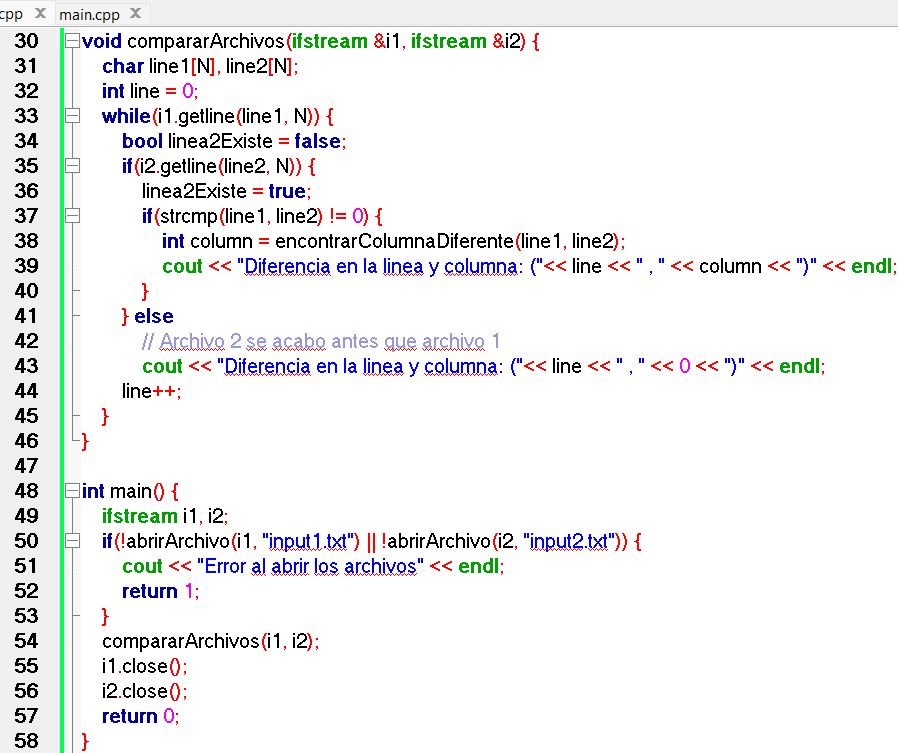 cpp X main.cpp X
30 void compararArchivos(ifstream &i1, ifstream &i2) {
31 char line1[N], line2[N];
32 int line = 0;
33 while(i1.getline(line1, N)) {
34 bool linea2Existe = false;
35 if(i2.getline(line2, N)) {
36 linea2Existe = true;
37 if(strcmp(line1, line2) != 0) {
38 int column = encontrarColumnaDiferente(line1, line2);
39 cout << "Diferencia en la linea y columna: ("<< line << " , " << column << ")" << endl;
40 }
41 } else
42 // Archivo 2 se acabo antes que archivo 1
43 cout << "Diferencia en la linea y columna: ("<< line << " , " << 0 << ")" << endl;
44 line++;
45 }
46 }
47
48 int main() {
49 ifstream i1, i2;
50 if(!abrirArchivo(i1, "input1.txt") || !abrirArchivo(i2, "input2.txt")) {
51 cout << "Error al abrir los archivos" << endl;
52 return 1;
53 }
54 compararArchivos(i1, i2);
55 i1.close();
56 i2.close();
57 return 0;
58 }